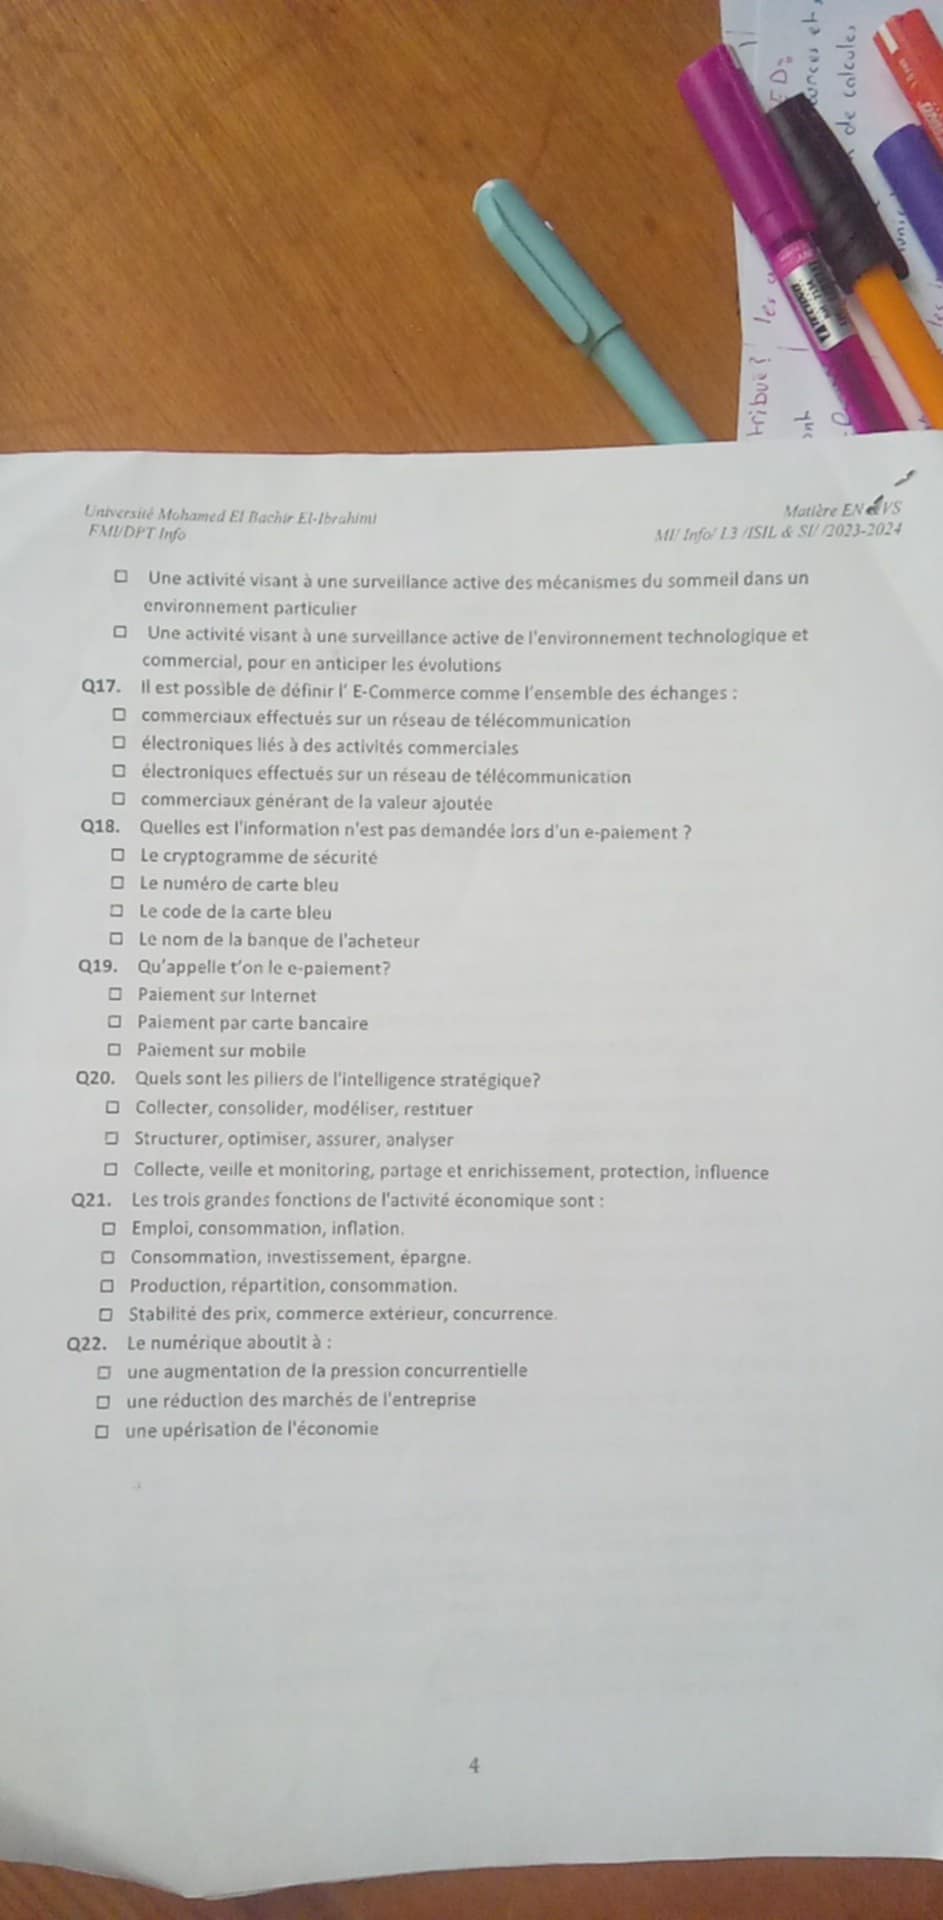 de calcules
tribué?
les
Université Mohamed El Bachir El-Ibrahimi
Matière EN & VS
FMI/DPT Info
MI/ Info/ L3 /ISIL & SI/ /2023-2024
□ Une activité visant à une surveillance active des mécanismes du sommeil dans un
environnement particulier
□ Une activité visant à une surveillance active de l'environnement technologique et
commercial, pour en anticiper les évolutions
Q17. Il est possible de définir l' E-Commerce comme l'ensemble des échanges :
□ commerciaux effectués sur un réseau de télécommunication
□ électroniques liés à des activités commerciales
□ électroniques effectués sur un réseau de télécommunication
□ commerciaux générant de la valeur ajoutée
Q18. Quelles est l'information n'est pas demandée lors d'un e-paiement ?
□ Le cryptogramme de sécurité
□ Le numéro de carte bleu
□ Le code de la carte bleu
□ Le nom de la banque de l'acheteur
Q19. Qu'appelle t'on le e-paiement?
□ Paiement sur Internet
□ Paiement par carte bancaire
□ Paiement sur mobile
Q20. Quels sont les piliers de l'intelligence stratégique?
□ Collecter, consolider, modéliser, restituer
□ Structurer, optimiser, assurer, analyser
□ Collecte, veille et monitoring, partage et enrichissement, protection, influence
Q21. Les trois grandes fonctions de l'activité économique sont :
□ Emploi, consommation, inflation.
□ Consommation, investissement, épargne.
□ Production, répartition, consommation.
□ Stabilité des prix, commerce extérieur, concurrence.
Q22. Le numérique aboutit à :
□ une augmentation de la pression concurrentielle
□ une réduction des marchés de l'entreprise
□ une upérisation de l'économie
4